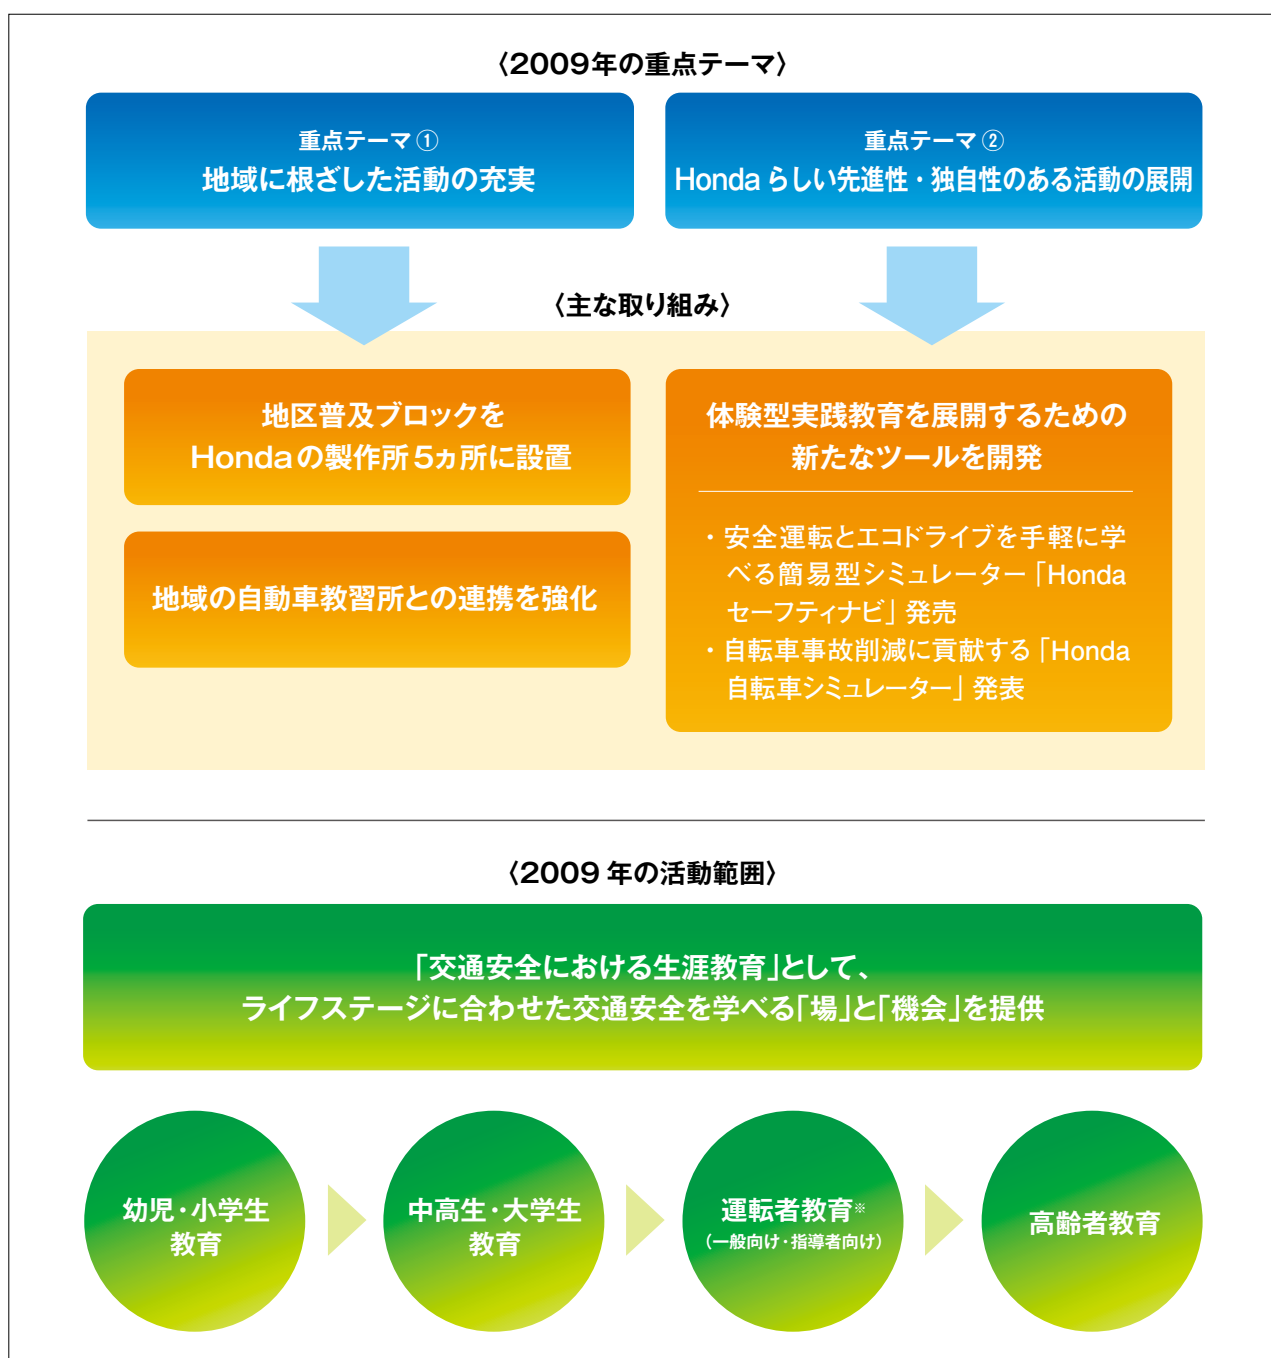 〈2009年の重点テーマ〉
重点テーマ①
地域に根ざした活動の充実
重点テーマ②
Hondaらしい先進性・独自性のある活動の展開
〈主な取り組み〉
地区普及ブロックを
Hondaの製作所5ヵ所に設置
地域の自動車教習所との連携を強化
体験型実践教育を展開するための
新たなツールを開発
・安全運転とエコドライブを手軽に学
べる簡易型シミュレーター「Honda
セーフティナビ」発売
・自転車事故削減に貢献する「Honda
自転車シミュレーター」発表
〈2009年の活動範囲〉
「交通安全における生涯教育」として、
ライフステージに合わせた交通安全を学べる「場」と「機会」を提供
幼児・小学生
教育
中高生・大学生
教育
運転者教育※
（一般向け・指導者向け）
高齢者教育